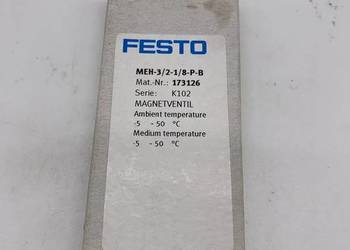 FESTO
MEH-3/2-1/8-P-B
Mat.-Nr.: 173126
Serie: K102
MAGNETVENTIL
Ambient temperature
-5 - 50 °C
Medium temperature
-5 - 50 °C